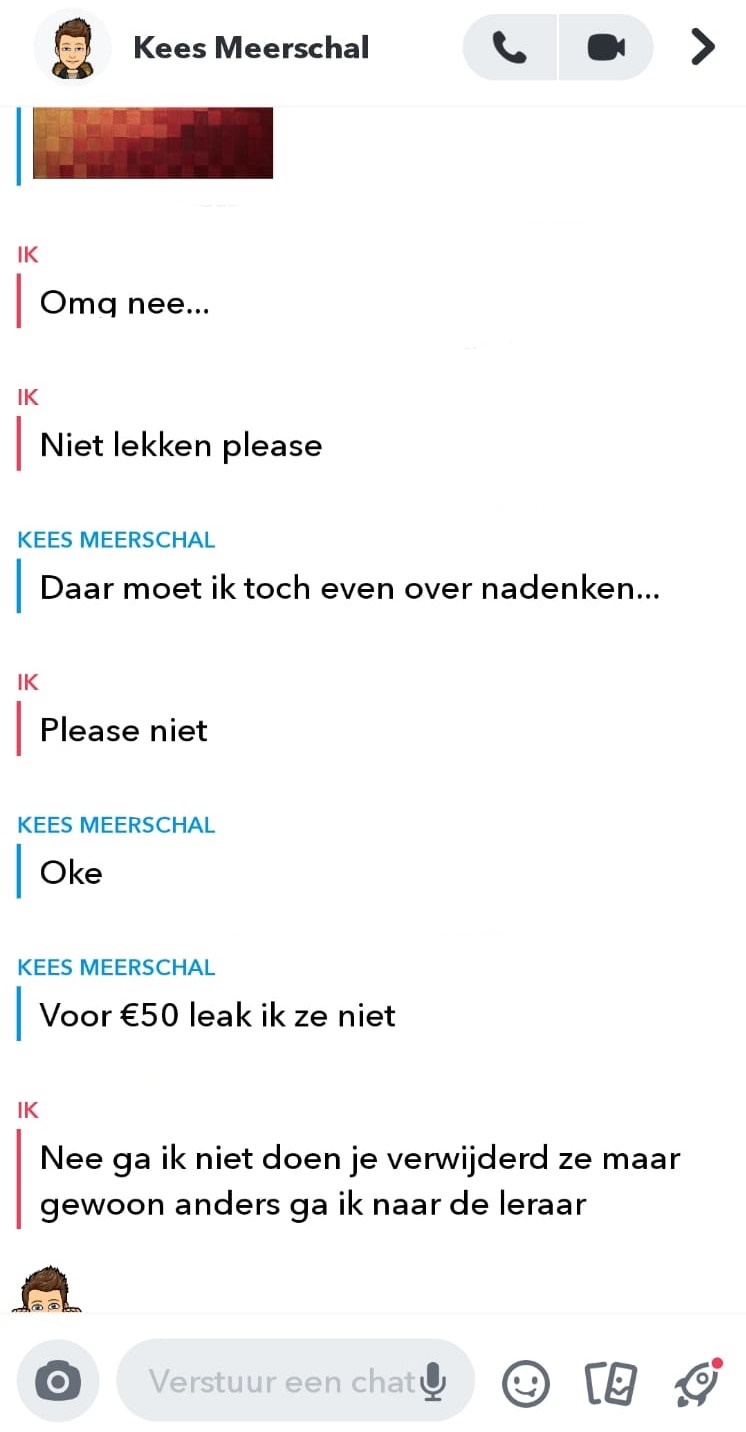 Kees Meerschal
IK
Omg nee...
IK
Niet lekken please
KEES MEERSCHAL
Daar moet ik toch even over nadenken...
IK
Please niet
KEES MEERSCHAL
Oke
KEES MEERSCHAL
Voor €50 leak ik ze niet
IK
Nee ga ik niet doen je verwijderd ze maar
gewoon anders ga ik naar de leraar
Verstuur een chat